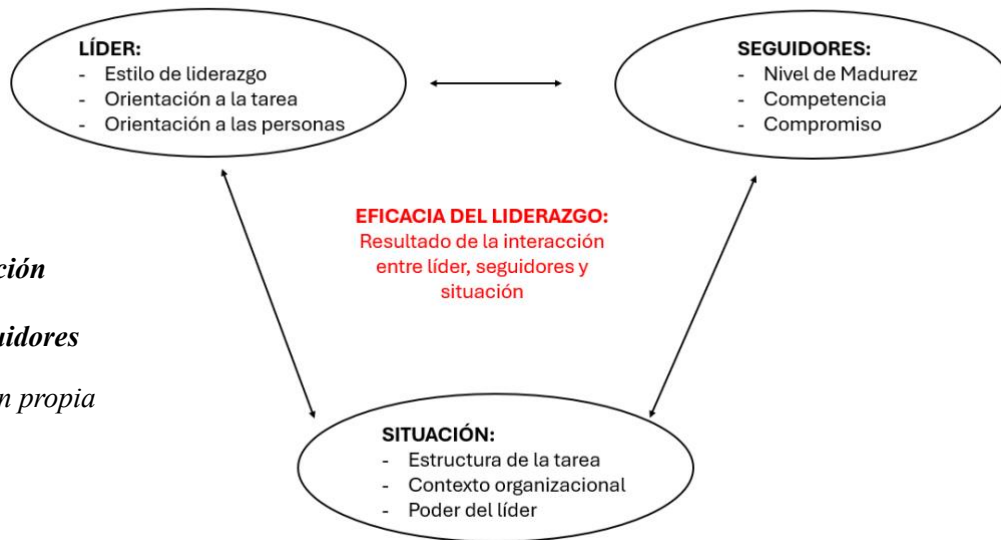 LÍDER:
- Estilo de liderazgo
- Orientación a la tarea
- Orientación a las personas
SEGUIDORES:
- Nivel de Madurez
- Competencia
- Compromiso
EFICACIA DEL LIDERAZGO:
Resultado de la interacción
entre líder, seguidores y
situación
propia
SITUACIÓN:
- Estructura de la tarea
- Contexto organizacional
- Poder del líder